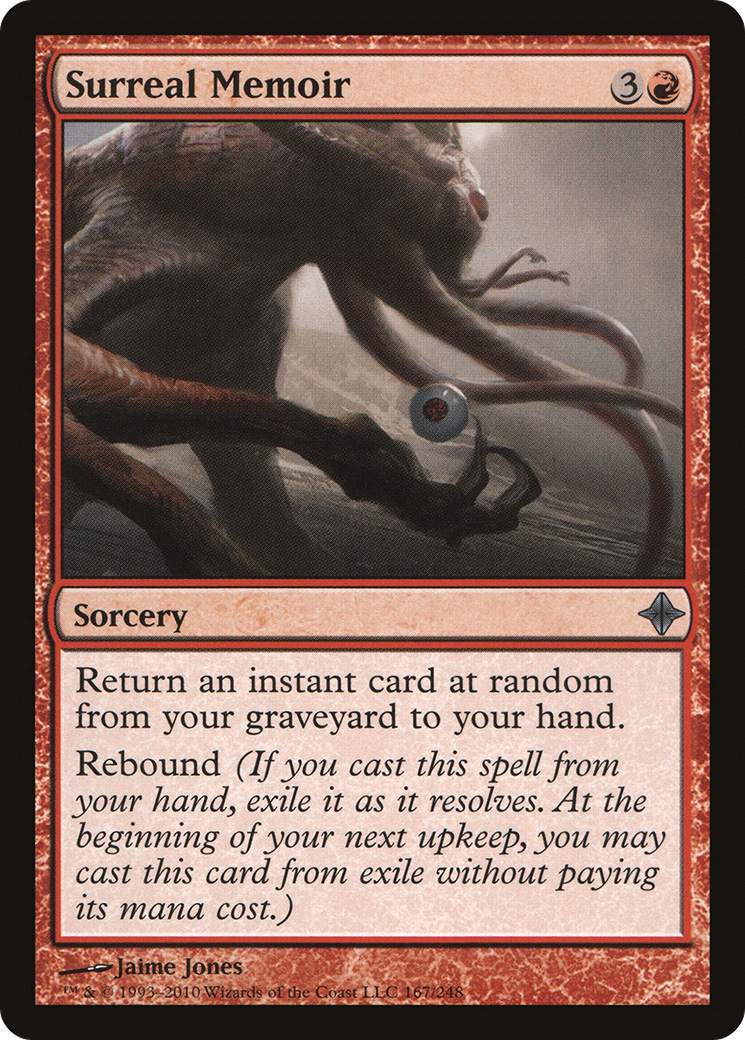 Surreal Memoir 3
Sorcery
Return an instant card at random
from your graveyard to your hand.
Rebound (If you cast this spell from
your hand, exile it as it resolves. At the
beginning of your next upkeep, you may
cast this card from exile without paying
its mana cost.)
Jaime Jones
™ & © 1993–2010 Wizards of the Coast LLC 167/248